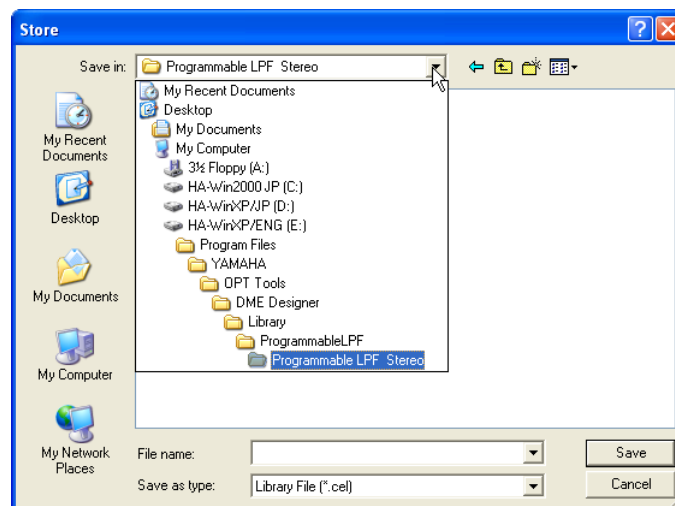 Store
Save in: Programmable LPF  Stereo
My Recent Documents
Desktop
My Documents
My Computer
3½ Floppy (A:)
HA-Win2000 JP (C:)
HA-WinXP/JP (D:)
HA-WinXP/ENG (E:)
Program Files
YAMAHA
OPT Tools
DME Designer
Library
ProgrammableLPF
Programmable LPF  Stereo
My Recent
Documents
Desktop
My Documents
My Computer
My Network
Places
File name:
Save
Save as type: Library File (*.cel)
Cancel